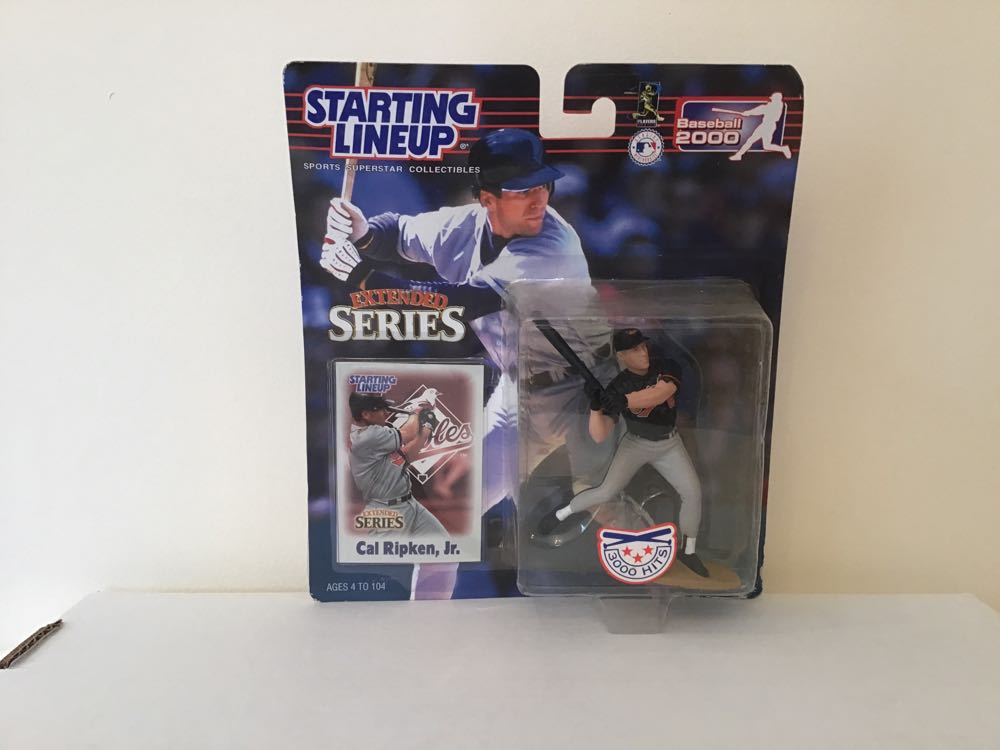 STARTING
LINEUP®
SPORTS SUPERSTAR COLLECTIBLES
PLAYERS
Baseball
2000
EXTENDED
SERIES
STARTING
LINEUP
EXTENDED
SERIES
Cal Ripken, Jr.
3000 HITS
AGES 4 TO 104